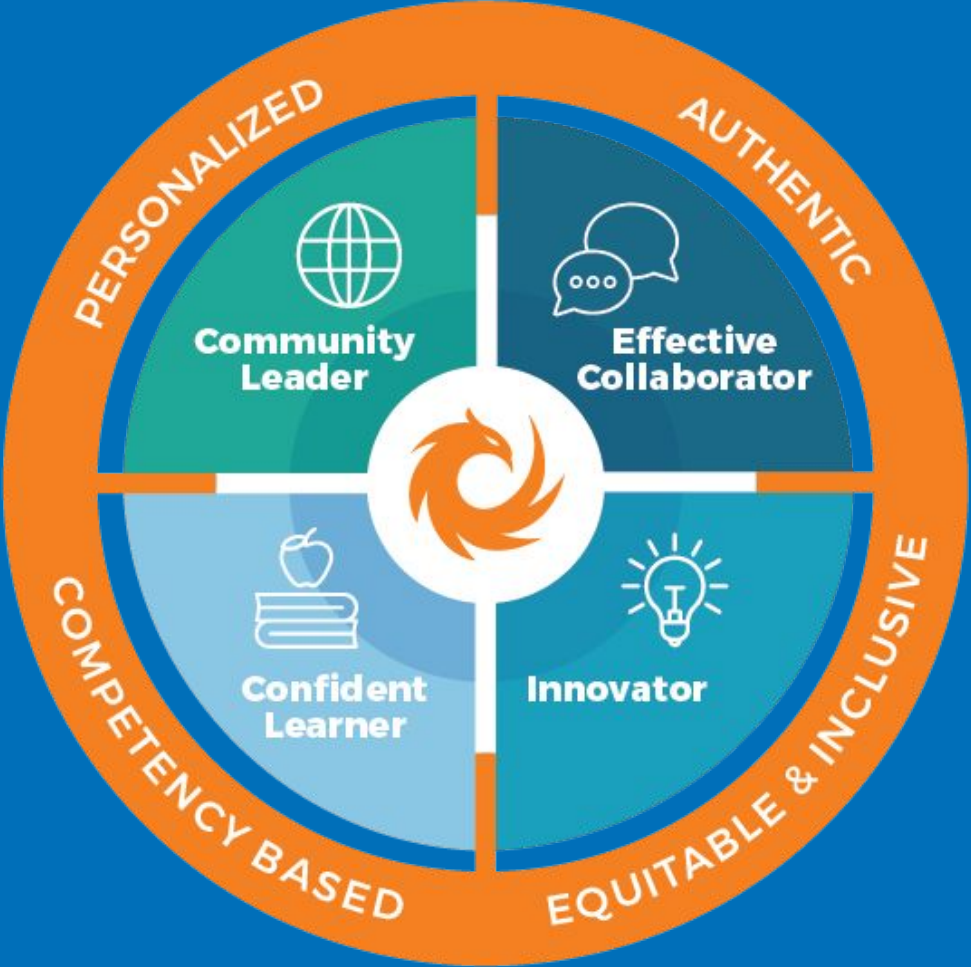 PERSONALIZED
AUTHENTIC
Community
Leader
Effective
Collaborator
Confident
Learner
Innovator
COMPETENCY BASED
EQUITABLE & INCLUSIVE